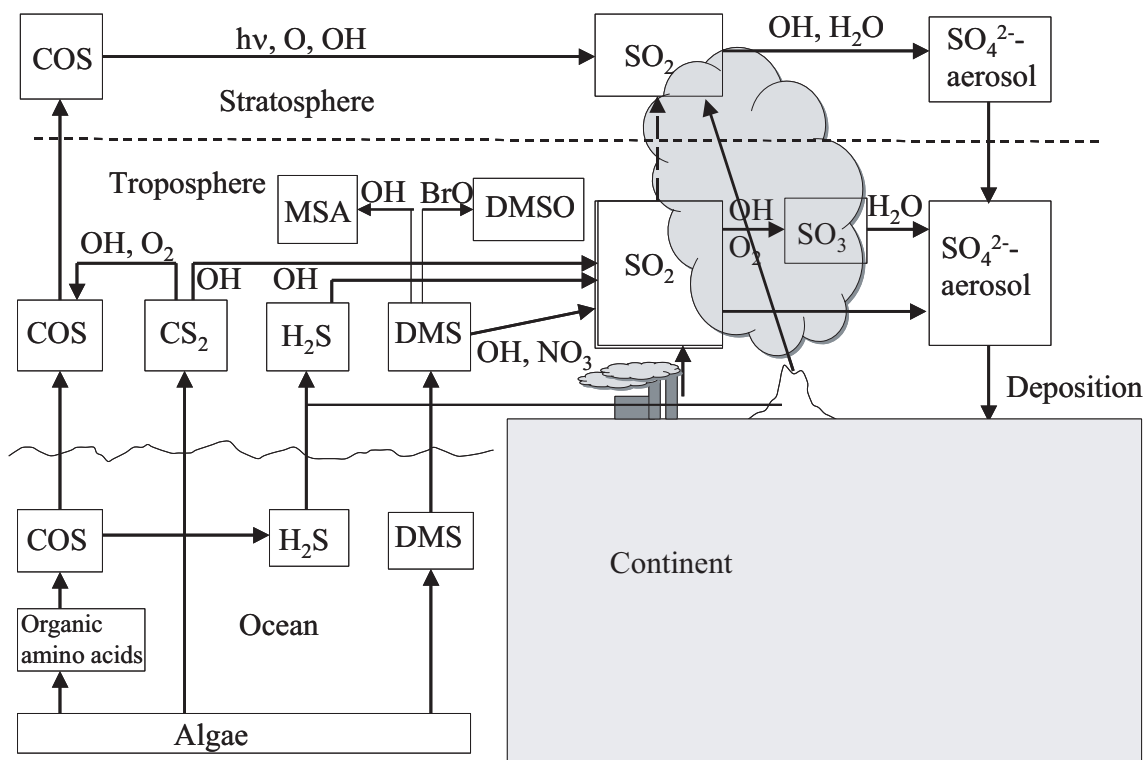 COS
hν, O, OH
SO₂
OH, H₂O
SO₄²⁻-
aerosol
Stratosphere
Troposphere
MSA
OH
BrO
DMSO
OH, O₂
OH
OH
SO₂
OH
O₂
SO₃
H₂O
SO₄²⁻-
aerosol
COS
CS₂
H₂S
DMS
OH, NO₃
Deposition
COS
H₂S
DMS
Continent
Organic
amino acids
Ocean
Algae